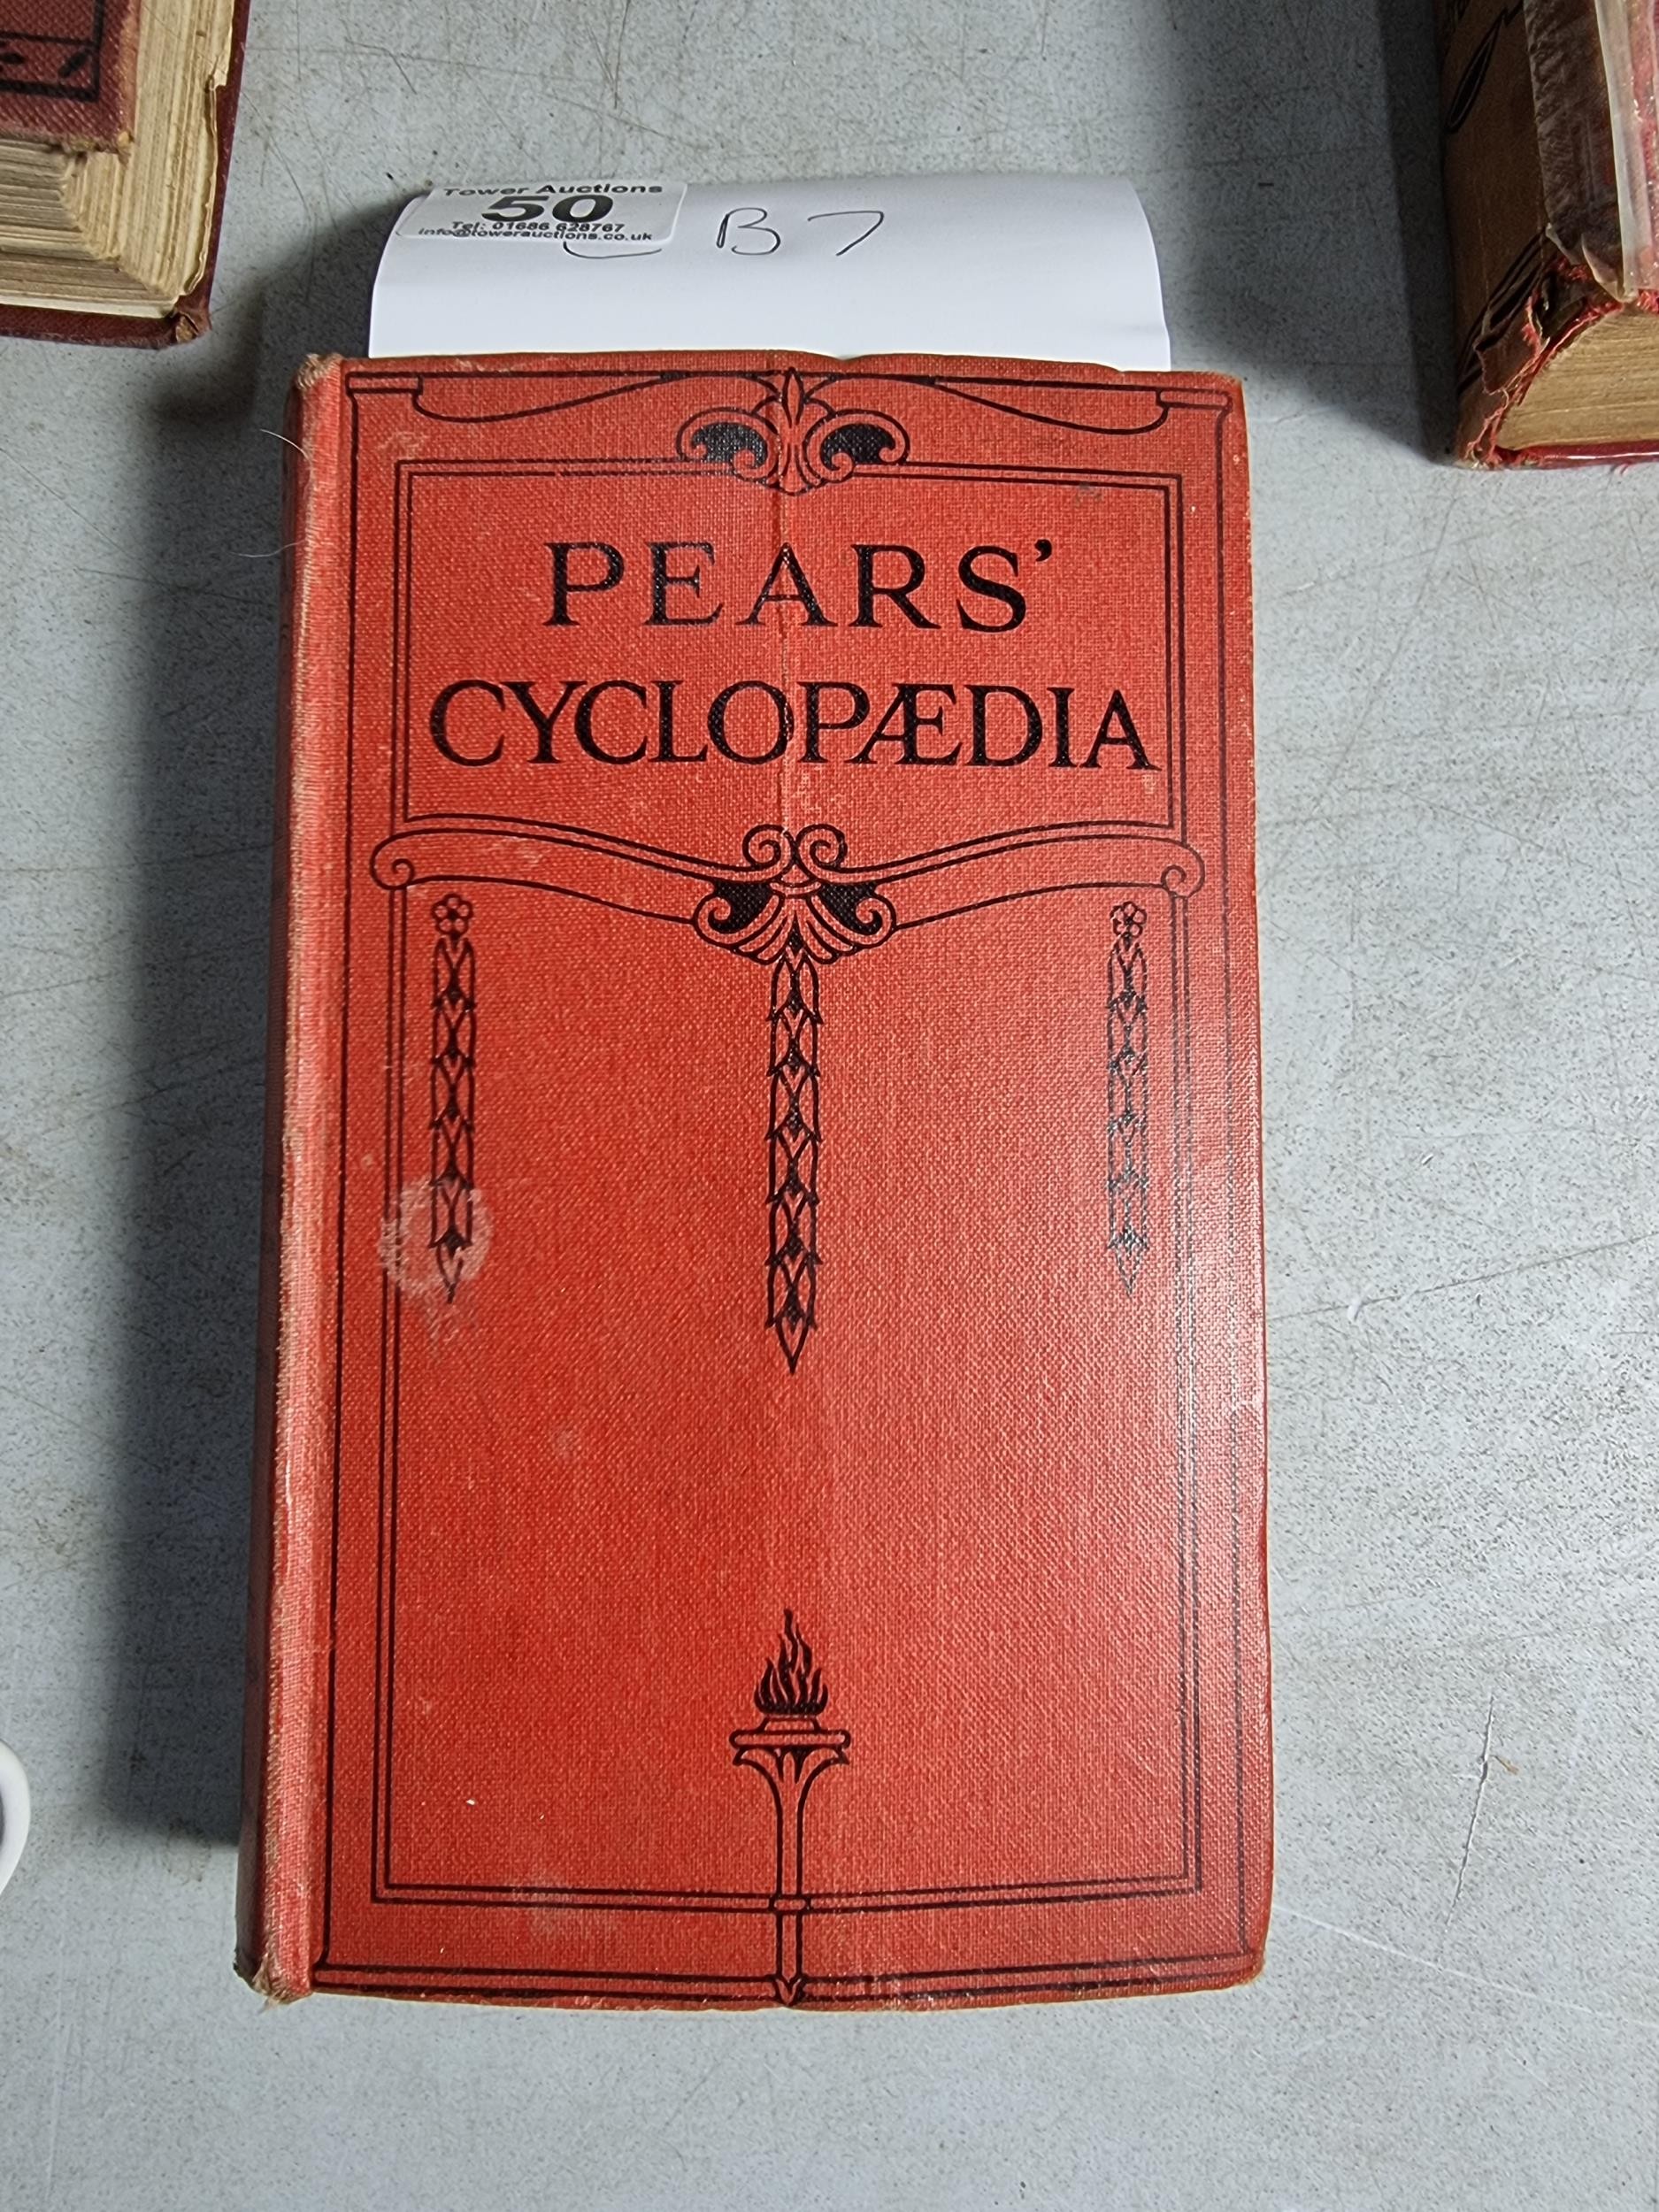 Tower Auctions
50
Tel: 01686 628767
info@towerauctions.co.uk
B7
PEARS'
CYCLOPÆDIA